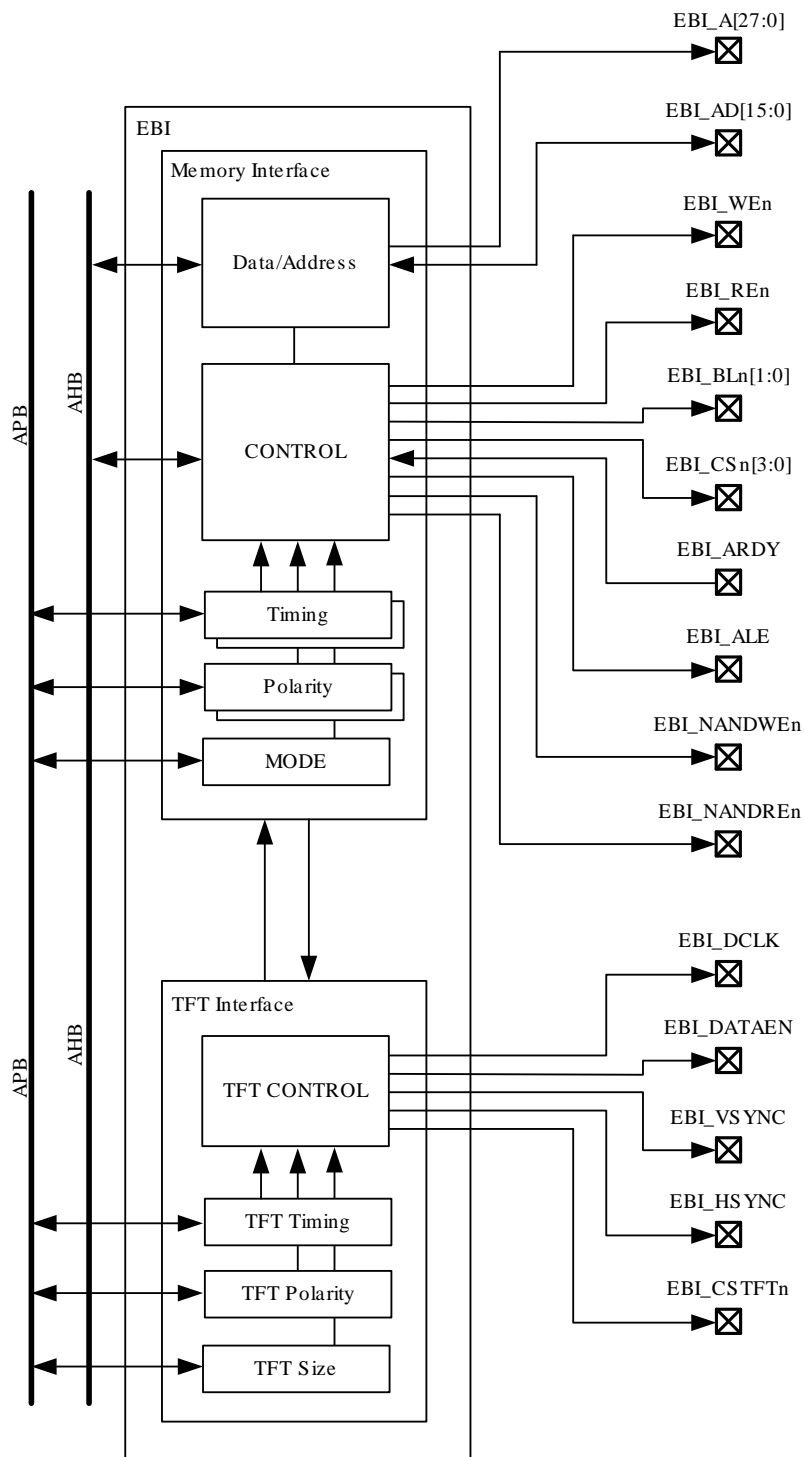 EBI_A[27:0]
EBI
EBI_AD[15:0]
Memory Interface
EBI_WEn
Data/Address
EBI_REn
APB
AHB
EBI_BLn[1:0]
CONTROL
EBI_CSn[3:0]
EBI_ARDY
Timing
EBI_ALE
Polarity
EBI_NANDWEn
MODE
EBI_NANDREn
EBI_DCLK
TFT Interface
EBI_DATAEN
APB
AHB
TFT CONTROL
EBI_VSYNC
EBI_HSYNC
TFT Timing
EBI_CSTFTn
TFT Polarity
TFT Size